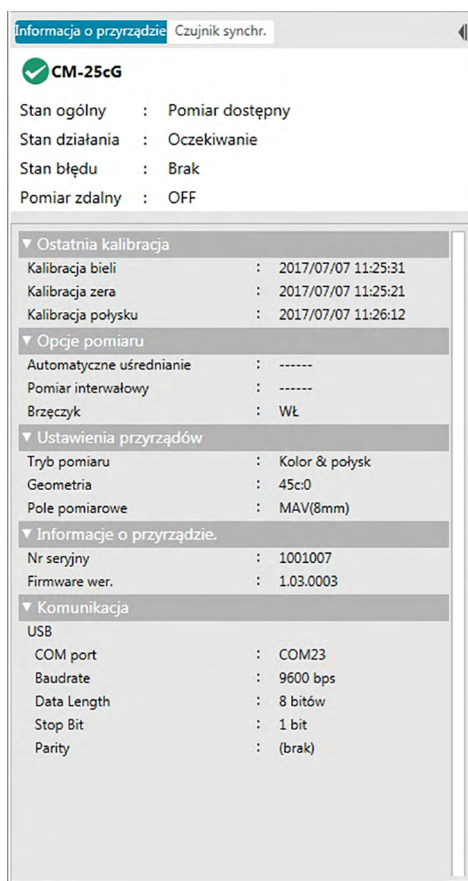 Informacja o przyrządzie Czujnik synchr.
CM-25cG
Stan ogólny : Pomiar dostępny
Stan działania : Oczekiwanie
Stan błędu : Brak
Pomiar zdalny : OFF
▼ Ostatnia kalibracja
Kalibracja bieli : 2017/07/07 11:25:31
Kalibracja zera : 2017/07/07 11:25:21
Kalibracja połysku : 2017/07/07 11:26:12
▼ Opcje pomiaru
Automatyczne uśrednianie : ------
Pomiar interwałowy : ------
Brzęczyk : WŁ
▼ Ustawienia przyrządów
Tryb pomiaru : Kolor & połysk
Geometria : 45c:0
Pole pomiarowe : MAV(8mm)
▼ Informacje o przyrządzie.
Nr seryjny : 1001007
Firmware wer. : 1.03.0003
▼ Komunikacja
USB
COM port : COM23
Baudrate : 9600 bps
Data Length : 8 bitów
Stop Bit : 1 bit
Parity : (brak)